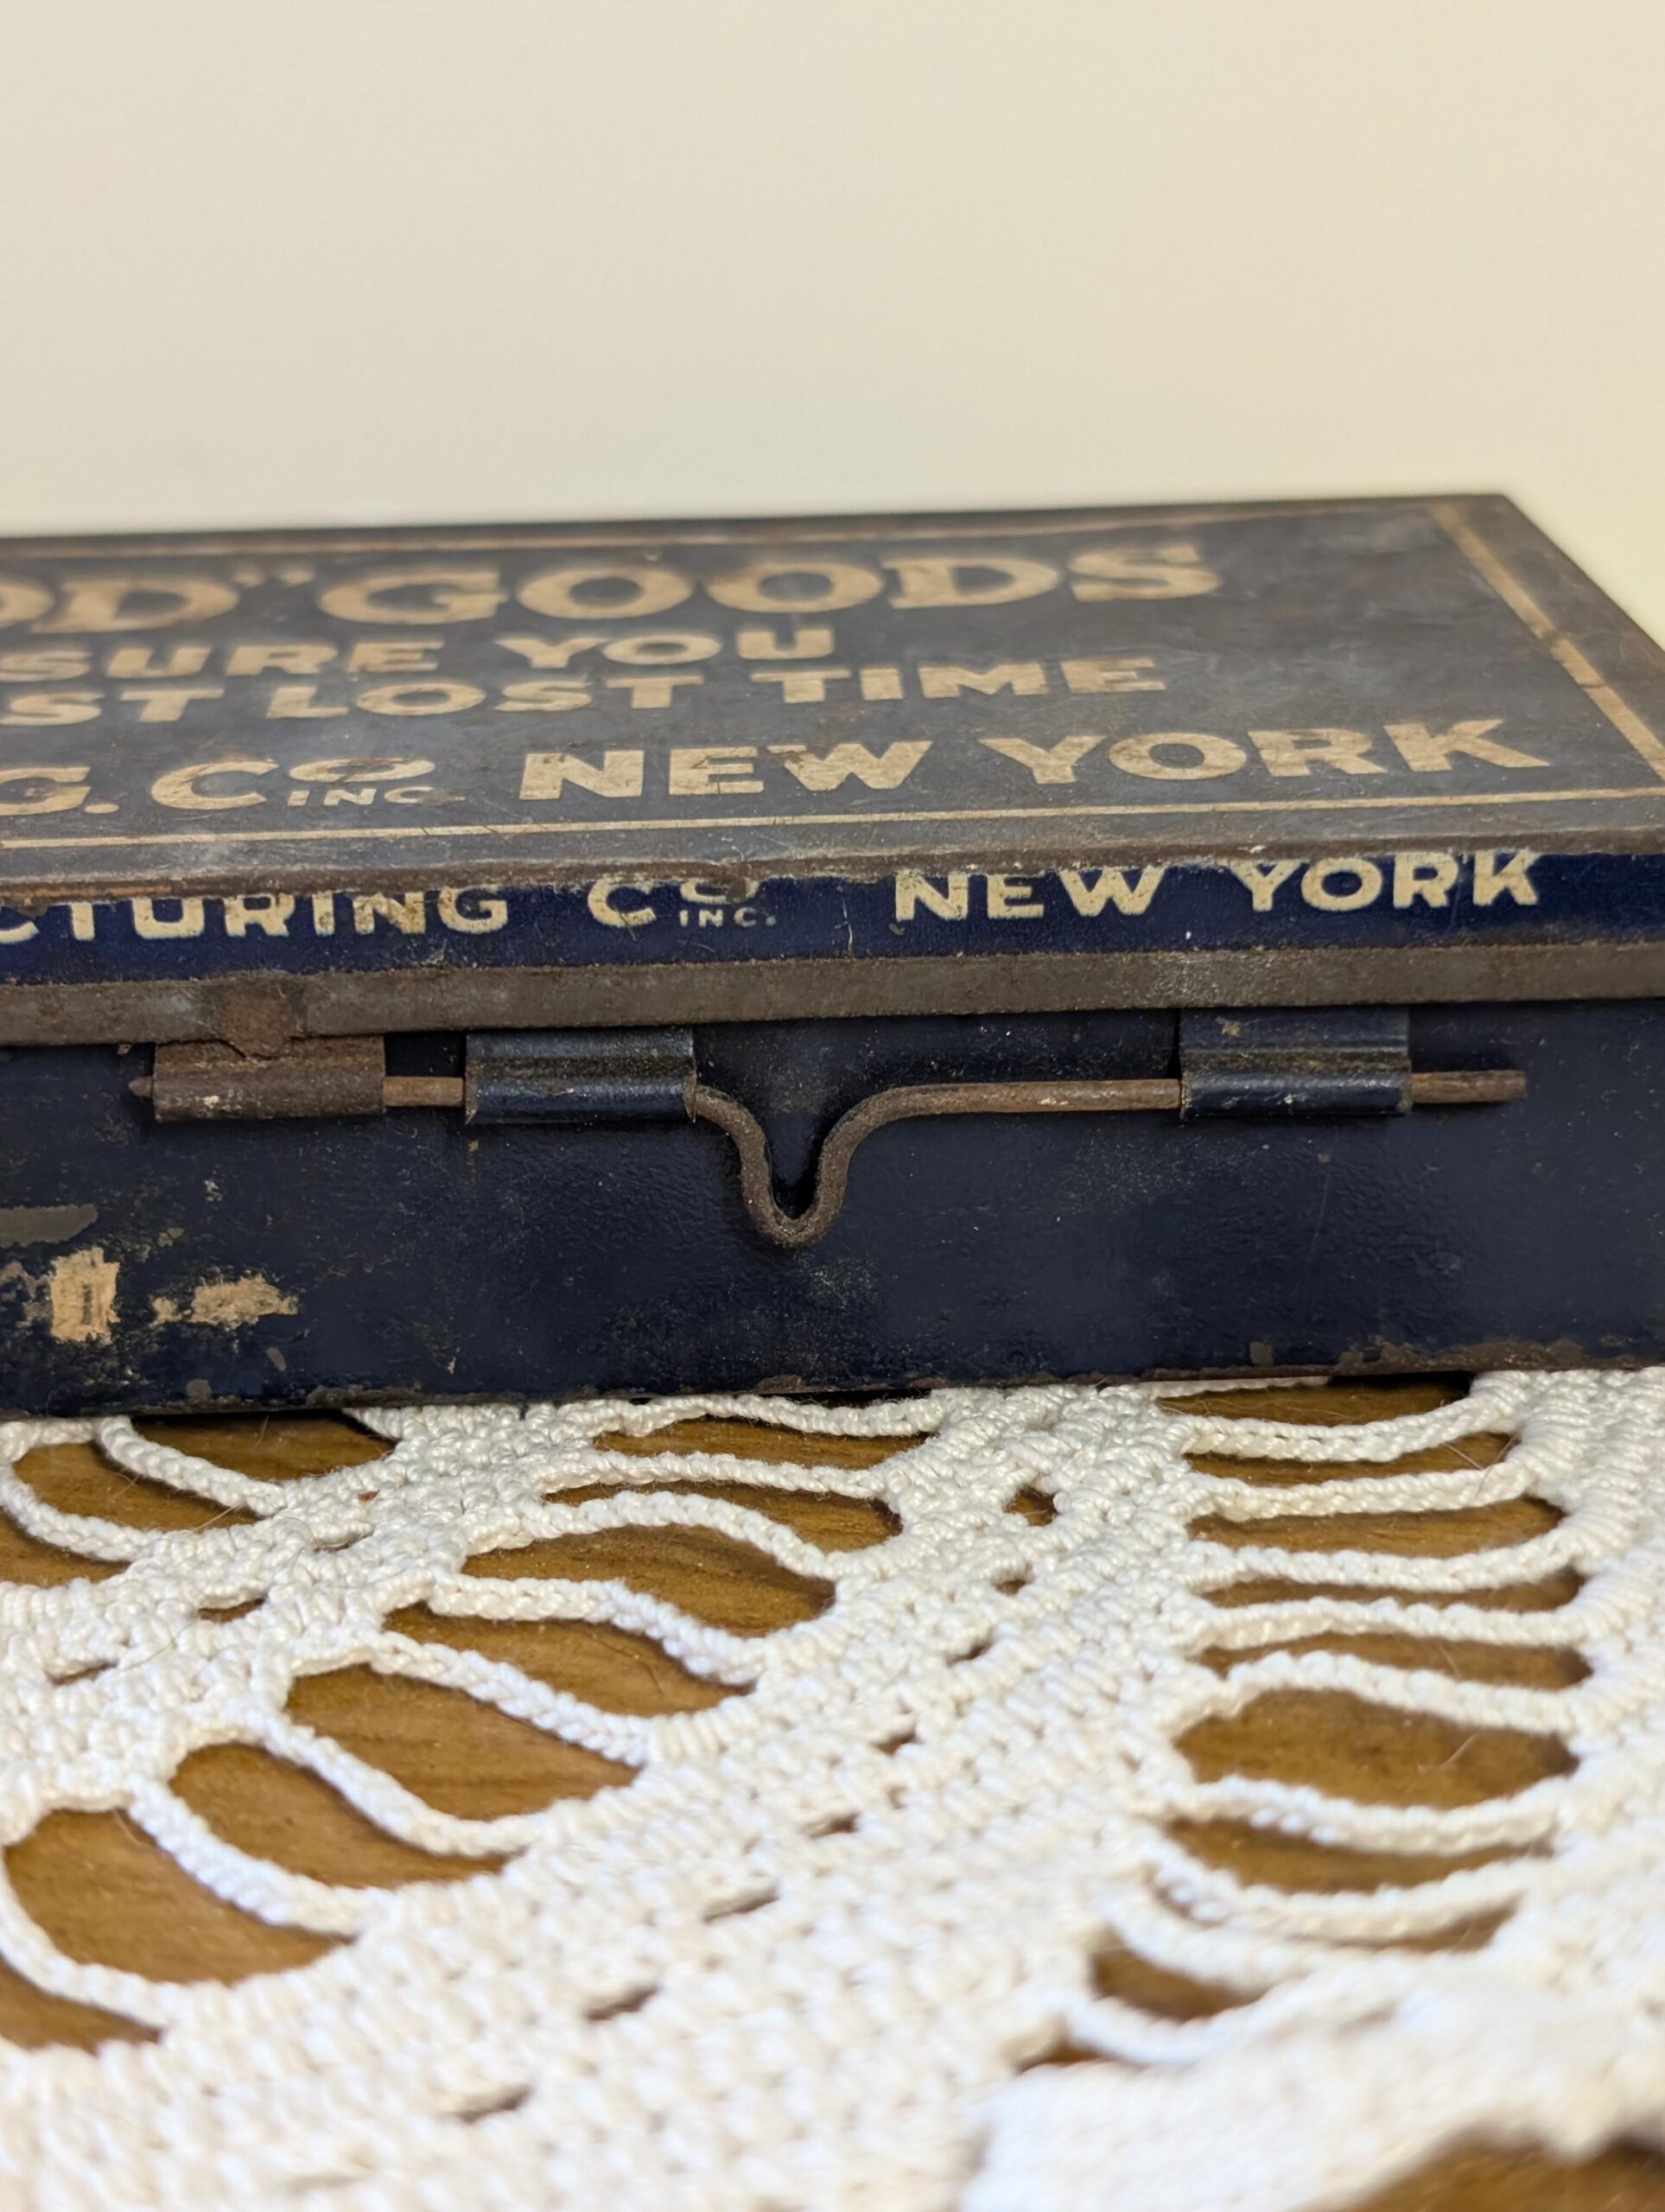 OD" GOODS
SURE YOU
ST LOST TIME
G. CO INC. NEW YORK
CTURING CO INC. NEW YORK